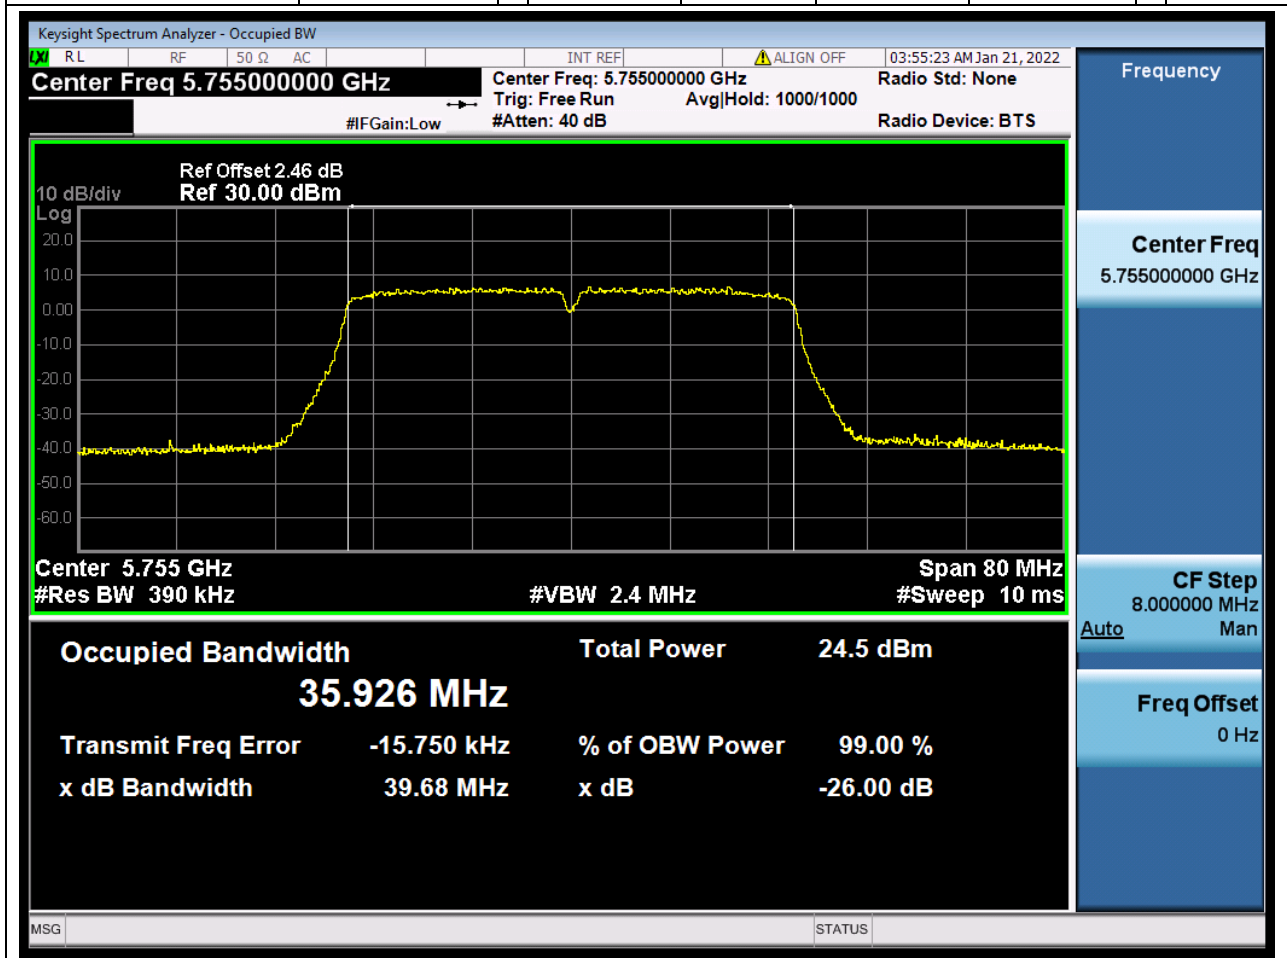 Keysight Spectrum Analyzer - Occupied BW
LXI RL RF 50 Ω AC INT REF ALIGN OFF 03:55:23 AM Jan 21, 2022
Center Freq 5.755000000 GHz
Center Freq: 5.755000000 GHz
Radio Std: None
Trig: Free Run Avg|Hold: 1000/1000
#IFGain:Low
#Atten: 40 dB
Radio Device: BTS
Ref Offset 2.46 dB
10 dB/div Ref 30.00 dBm
Log
20.0
10.0
0.00
-10.0
-20.0
-30.0
-40.0
-50.0
-60.0
Center 5.755 GHz Span 80 MHz
#Res BW 390 kHz #VBW 2.4 MHz #Sweep 10 ms
Occupied Bandwidth Total Power 24.5 dBm
35.926 MHz
Transmit Freq Error -15.750 kHz % of OBW Power 99.00 %
x dB Bandwidth 39.68 MHz x dB -26.00 dB
MSG STATUS
Frequency
Center Freq
5.755000000 GHz
CF Step
8.000000 MHz
Auto Man
Freq Offset
0 Hz